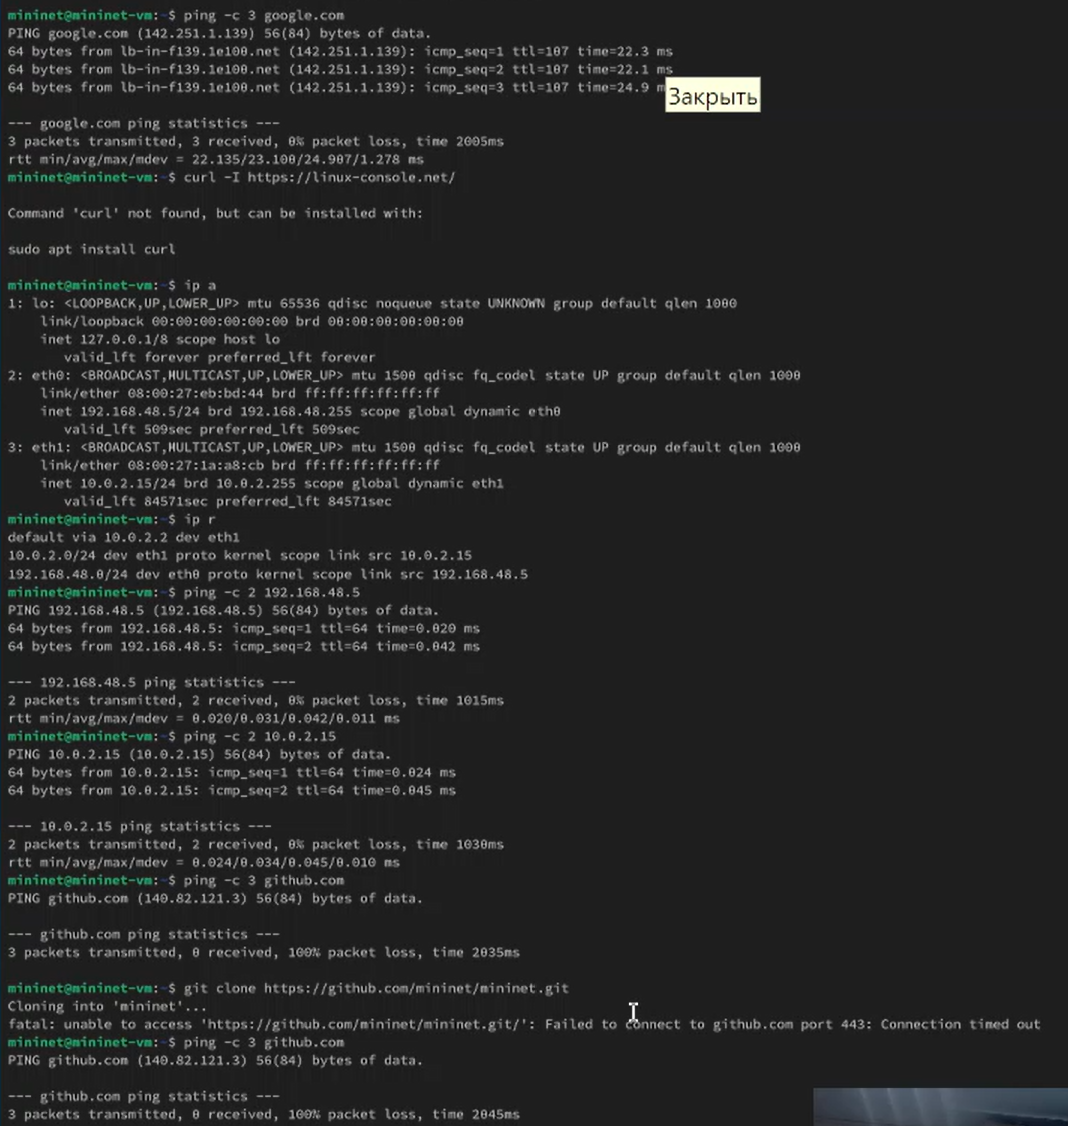 mininet@mininet-vm:~$ ping -c 3 google.com
PING google.com (142.251.1.139) 56(84) bytes of data.
64 bytes from lb-in-f139.1e100.net (142.251.1.139): icmp_seq=1 ttl=107 time=22.3 ms
64 bytes from lb-in-f139.1e100.net (142.251.1.139): icmp_seq=2 ttl=107 time=22.1 ms
64 bytes from lb-in-f139.1e100.net (142.251.1.139): icmp_seq=3 ttl=107 time=24.9 m
Закрыть
--- google.com ping statistics ---
3 packets transmitted, 3 received, 0% packet loss, time 2005ms
rtt min/avg/max/mdev = 22.135/23.100/24.907/1.278 ms
mininet@mininet-vm:~$ curl -I https://linux-console.net/
Command 'curl' not found, but can be installed with:
sudo apt install curl
mininet@mininet-vm:~$ ip a
1: lo: <LOOPBACK,UP,LOWER_UP> mtu 65536 qdisc noqueue state UNKNOWN group default qlen 1000
link/loopback 00:00:00:00:00:00 brd 00:00:00:00:00:00
inet 127.0.0.1/8 scope host lo
valid_lft forever preferred_lft forever
2: eth0: <BROADCAST,MULTICAST,UP,LOWER_UP> mtu 1500 qdisc fq_codel state UP group default qlen 1000
link/ether 08:00:27:eb:bd:44 brd ff:ff:ff:ff:ff:ff
inet 192.168.48.5/24 brd 192.168.48.255 scope global dynamic eth0
valid_lft 509sec preferred_lft 509sec
3: eth1: <BROADCAST,MULTICAST,UP,LOWER_UP> mtu 1500 qdisc fq_codel state UP group default qlen 1000
link/ether 08:00:27:1a:a8:cb brd ff:ff:ff:ff:ff:ff
inet 10.0.2.15/24 brd 10.0.2.255 scope global dynamic eth1
valid_lft 84571sec preferred_lft 84571sec
mininet@mininet-vm:~$ ip r
default via 10.0.2.2 dev eth1
10.0.2.0/24 dev eth1 proto kernel scope link src 10.0.2.15
192.168.48.0/24 dev eth0 proto kernel scope link src 192.168.48.5
mininet@mininet-vm:~$ ping -c 2 192.168.48.5
PING 192.168.48.5 (192.168.48.5) 56(84) bytes of data.
64 bytes from 192.168.48.5: icmp_seq=1 ttl=64 time=0.020 ms
64 bytes from 192.168.48.5: icmp_seq=2 ttl=64 time=0.042 ms
--- 192.168.48.5 ping statistics ---
2 packets transmitted, 2 received, 0% packet loss, time 1015ms
rtt min/avg/max/mdev = 0.020/0.031/0.042/0.011 ms
mininet@mininet-vm:~$ ping -c 2 10.0.2.15
PING 10.0.2.15 (10.0.2.15) 56(84) bytes of data.
64 bytes from 10.0.2.15: icmp_seq=1 ttl=64 time=0.024 ms
64 bytes from 10.0.2.15: icmp_seq=2 ttl=64 time=0.045 ms
--- 10.0.2.15 ping statistics ---
2 packets transmitted, 2 received, 0% packet loss, time 1030ms
rtt min/avg/max/mdev = 0.024/0.034/0.045/0.010 ms
mininet@mininet-vm:~$ ping -c 3 github.com
PING github.com (140.82.121.3) 56(84) bytes of data.
--- github.com ping statistics ---
3 packets transmitted, 0 received, 100% packet loss, time 2035ms
mininet@mininet-vm:~$ git clone https://github.com/mininet/mininet.git
Cloning into 'mininet'...
fatal: unable to access 'https://github.com/mininet/mininet.git/': Failed to connect to github.com port 443: Connection timed out
mininet@mininet-vm:~$ ping -c 3 github.com
PING github.com (140.82.121.3) 56(84) bytes of data.
--- github.com ping statistics ---
3 packets transmitted, 0 received, 100% packet loss, time 2045ms